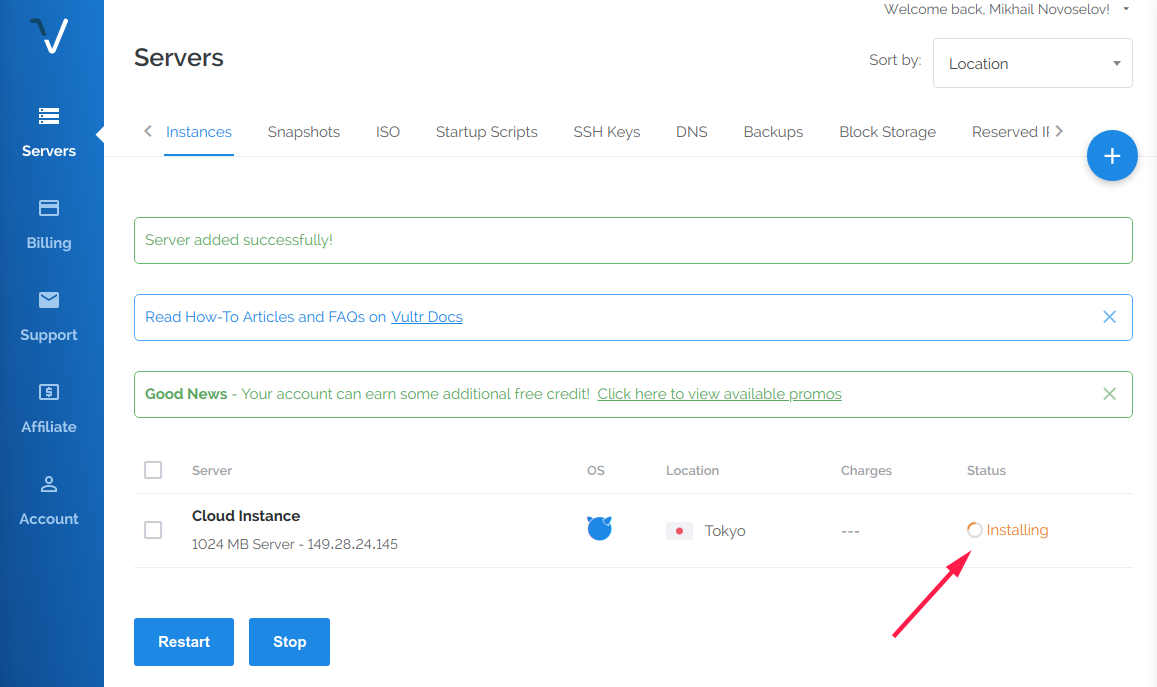 Welcome back, Mikhail Novoselov!
Servers
Sort by:
Location
Instances
Snapshots
ISO
Startup Scripts
SSH Keys
DNS
Backups
Block Storage
Reserved IP
Servers
Billing
Support
Affiliate
Account
Server added successfully!
Read How-To Articles and FAQs on Vultr Docs
Good News - Your account can earn some additional free credit! Click here to view available promos
Server
OS
Location
Charges
Status
Cloud Instance
1024 MB Server - 149.28.24.145
Tokyo
---
Installing
Restart
Stop